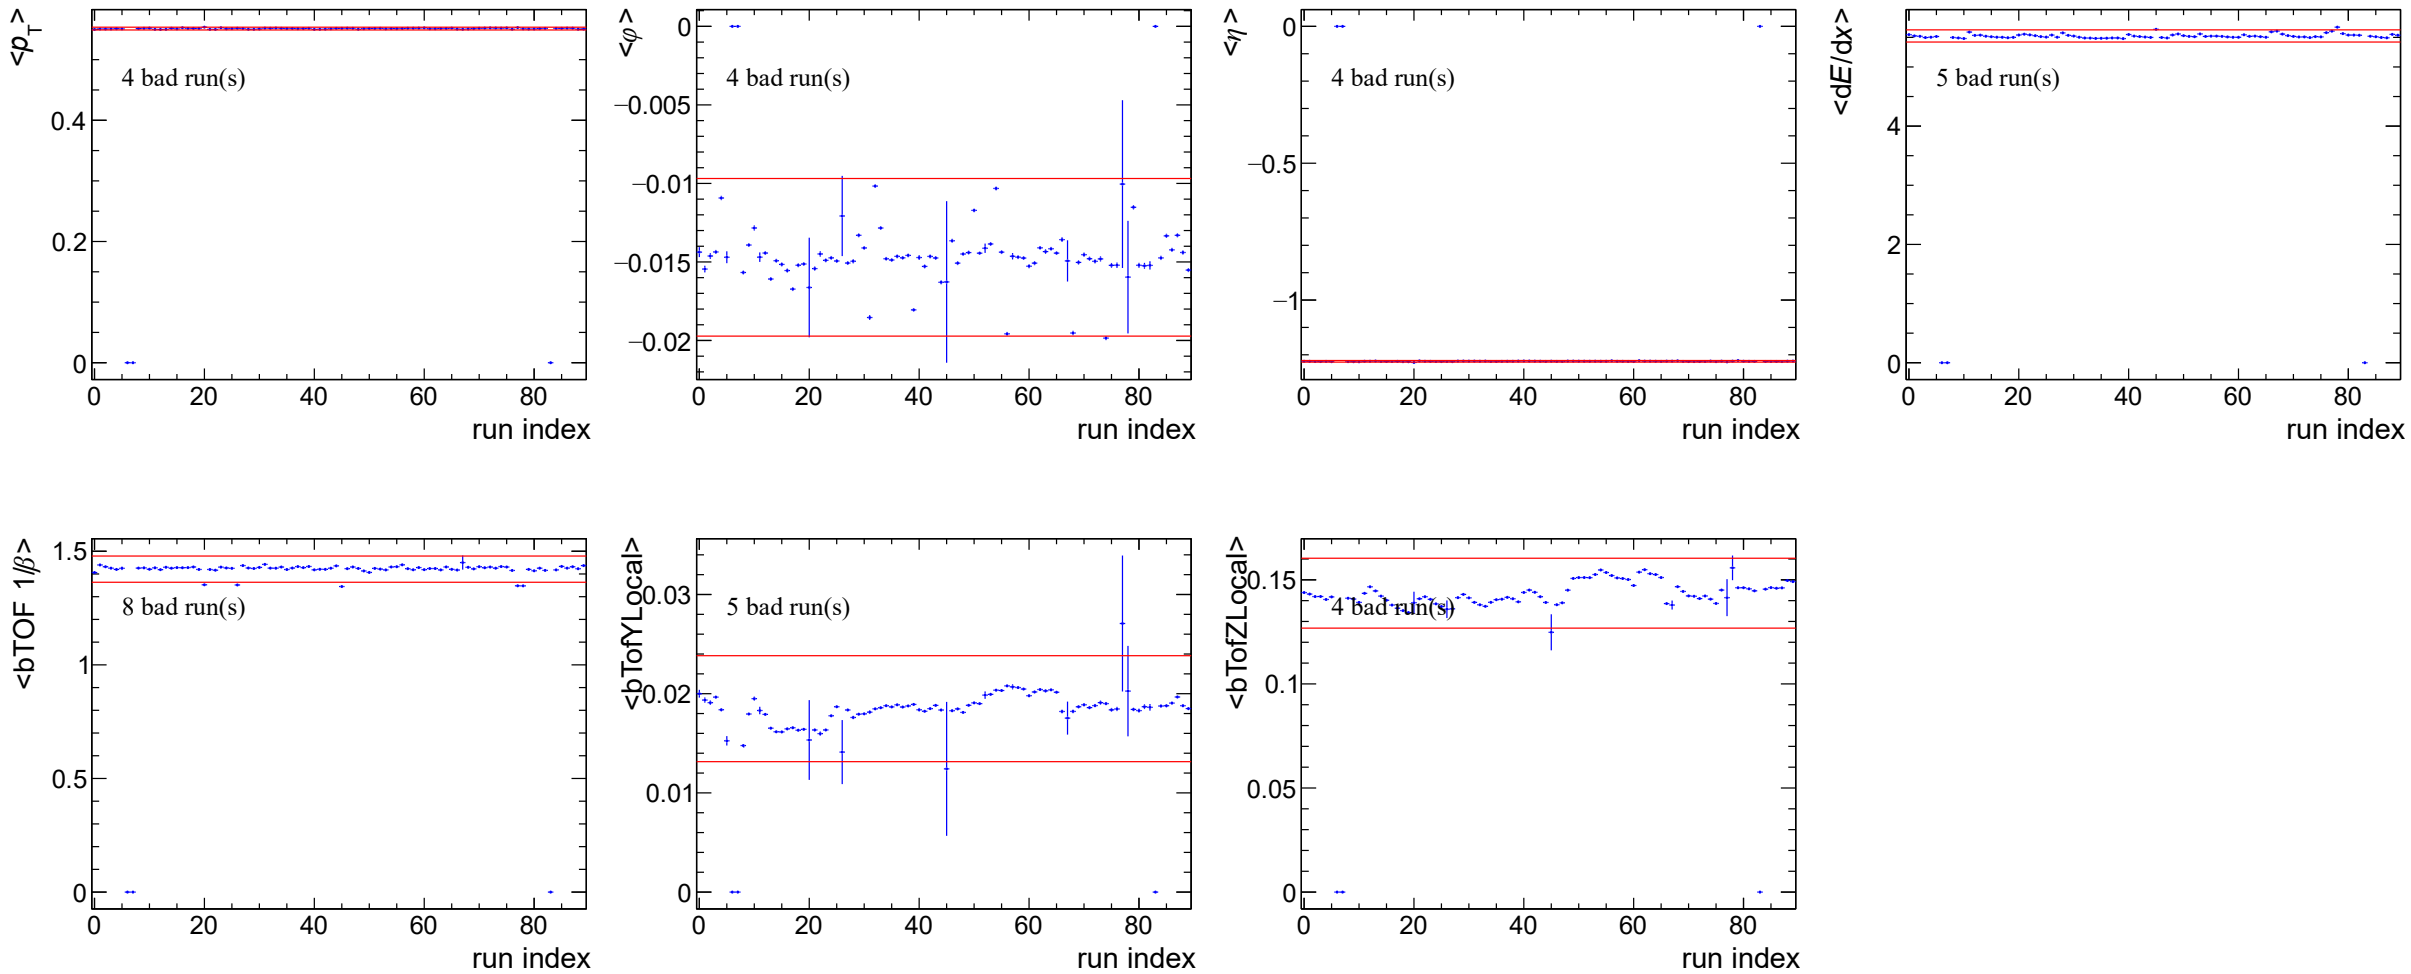 <pT>
4 bad run(s)
0.4
0.2
0
0 20 40 60 80
run index
<φ>
0
−0.005
−0.01
−0.015
−0.02
4 bad run(s)
0 20 40 60 80
run index
<η>
0
−0.5
−1
4 bad run(s)
0 20 40 60 80
run index
<dE/dx>
5 bad run(s)
4
2
0
0 20 40 60 80
run index
<bTOF 1/β>
1.5
1
0.5
0
8 bad run(s)
0 20 40 60 80
run index
<bTofYLocal>
0.03
0.02
0.01
0
5 bad run(s)
0 20 40 60 80
run index
<bTofZLocal>
0.15
0.1
0.05
0
4 bad run(s)
0 20 40 60 80
run index